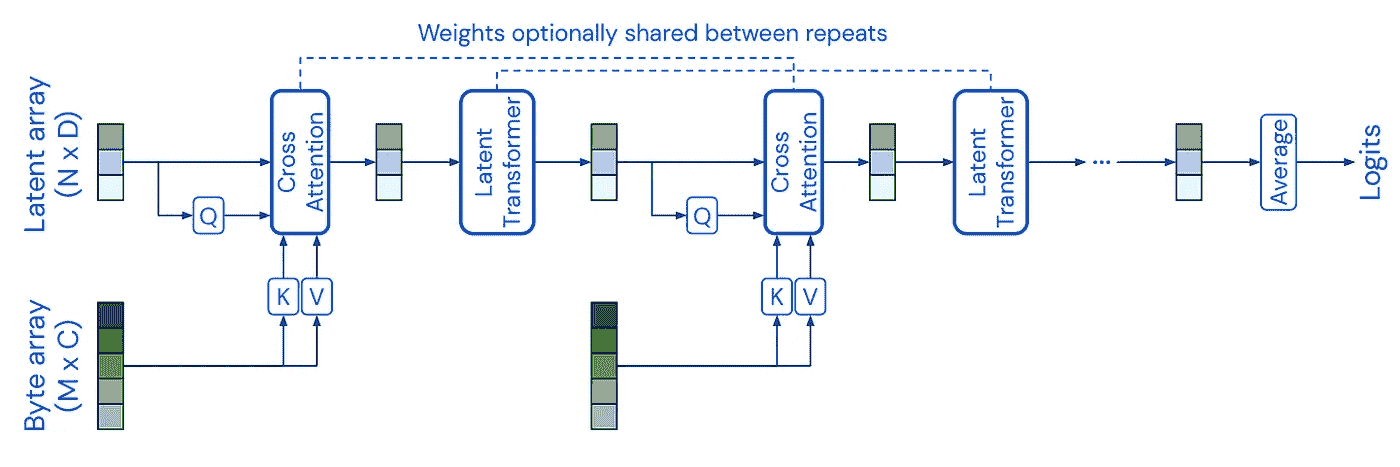 Weights optionally shared between repeats
Latent array
(N x D)
Q
Cross
Attention
Latent
Transformer
Q
Cross
Attention
Latent
Transformer
...
Average
Logits
K
V
K
V
Byte array
(M x C)